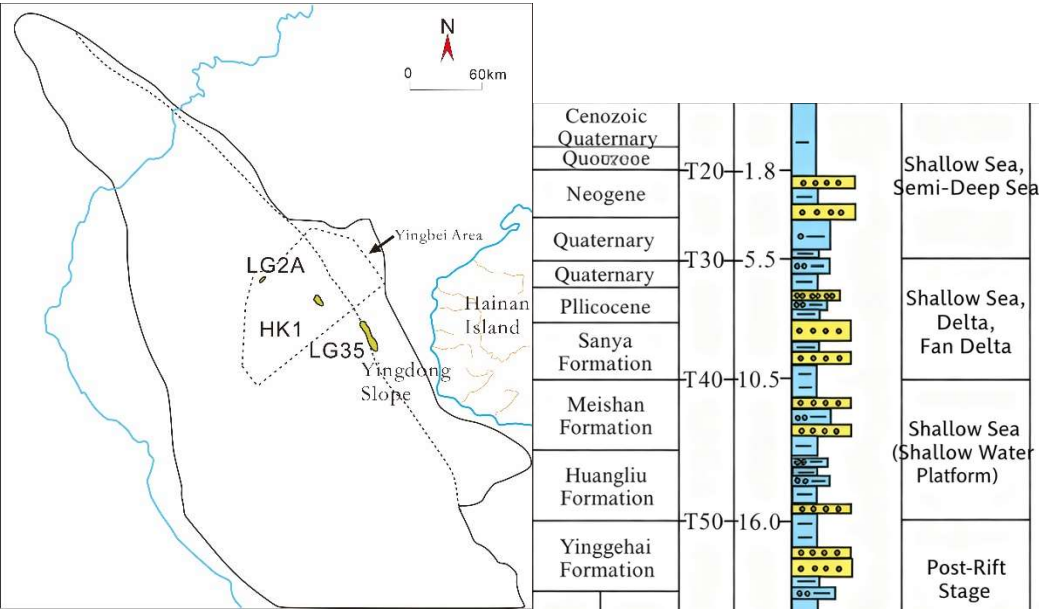 N
0 60km
Yingbei Area
LG2A
HK1
LG35
Hainan
Island
Yingdong
Slope
Cenozoic
Quaternary
Neogene
Quaternary
Quaternary
Pllicocene
Sanya
Formation
Meishan
Formation
Huangliu
Formation
Yinggehai
Formation
T20 1.8
T30 5.5
T40 10.5
T50 16.0
Shallow Sea,
Semi-Deep Sea
Shallow Sea,
Delta,
Fan Delta
Shallow Sea
(Shallow Water
Platform)
Post-Rift
Stage